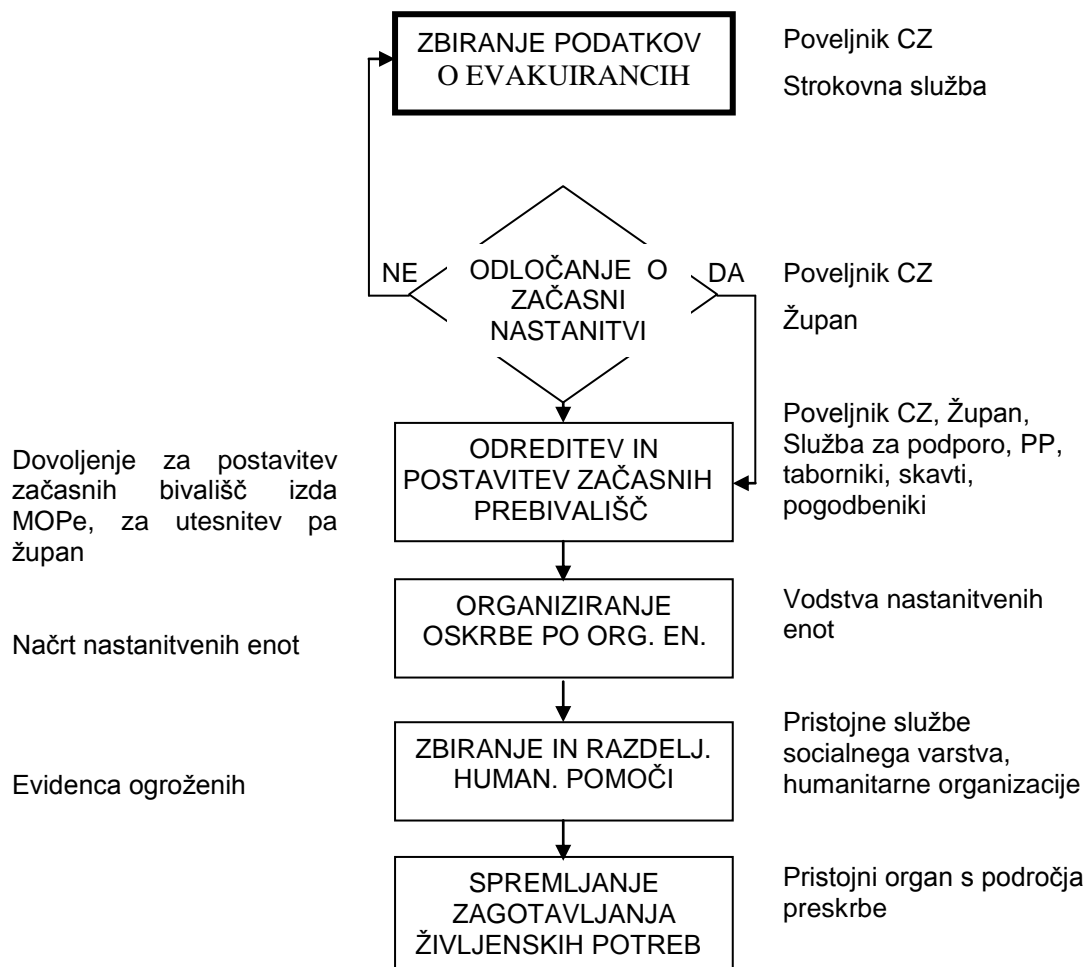 ZBIRANJE PODATKOV
O EVAKUIRANCIH
Poveljnik CZ
Strokovna služba
NE
ODLOČANJE O
ZAČASNI
NASTANITVI
DA
Poveljnik CZ
Župan
Dovoljenje za postavitev
začasnih bivališč izda
MOPe, za utesnitev pa
župan
ODREDITEV IN
POSTAVITEV ZAČASNIH
PREBIVALIŠČ
Poveljnik CZ, Župan,
Služba za podporo, PP,
taborniki, skavti,
pogodbeniki
Načrt nastanitvenih enot
ORGANIZIRANJE
OSKRBE PO ORG. EN.
Vodstva nastanitvenih
enot
Evidenca ogroženih
ZBIRANJE IN RAZDELJ.
HUMAN. POMOČI
Pristojne službe
socialnega varstva,
humanitarne organizacije
SPREMLJANJE
ZAGOTAVLJANJA
ŽIVLJENSKIH POTREB
Pristojni organ s področja
preskrbe